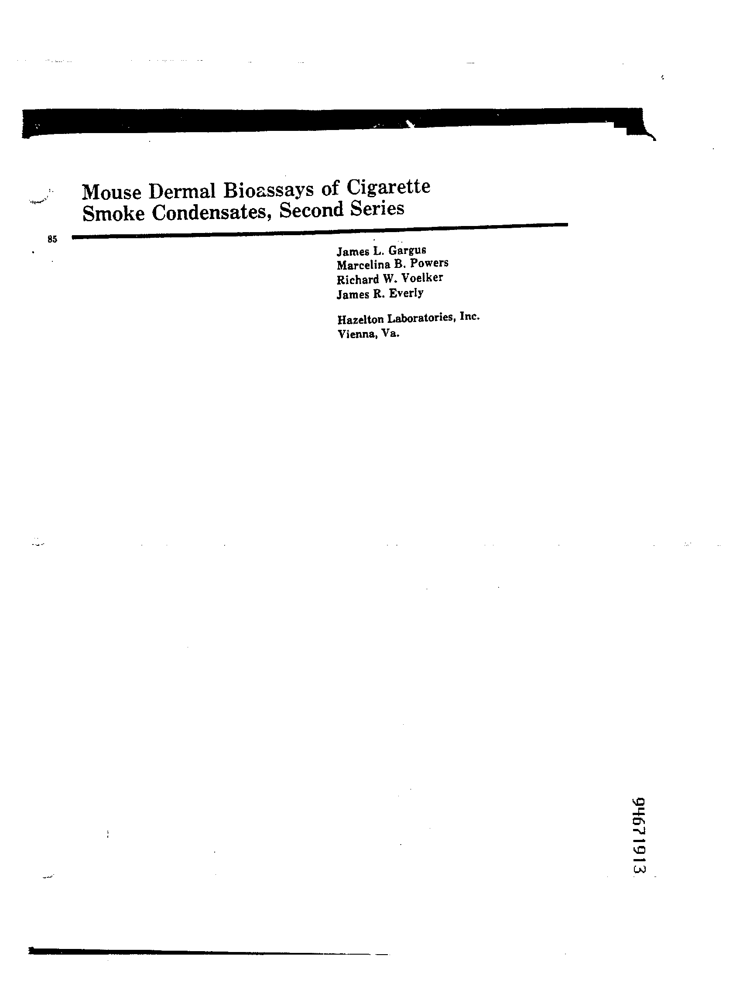 Mouse Dermal Bioassays of Cigarette
Smoke Condensates, Second Series
85
James L. Gargus
Marcelina B. Powers
Richard W. Voelker
James R. Everly
Hazelton Laboratories, Inc.
Vienna, Va.
94671913